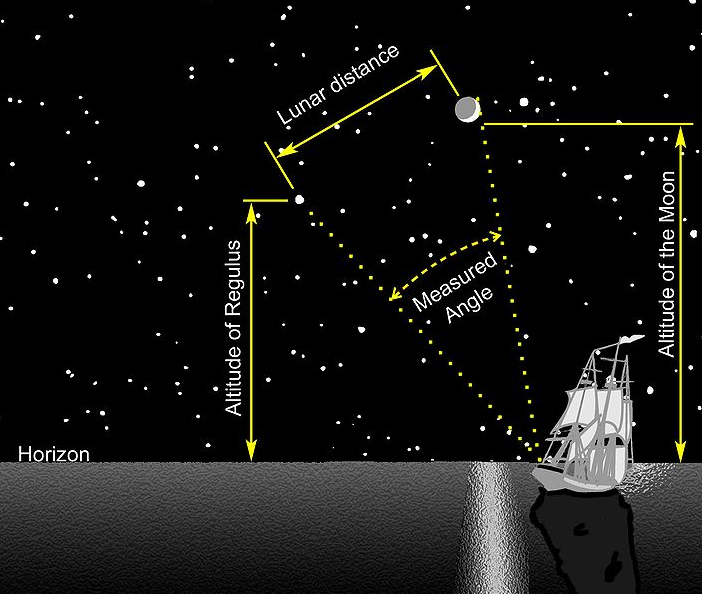 Lunar distance
Altitude of Regulus
Measured
Angle
Altitude of the Moon
Horizon